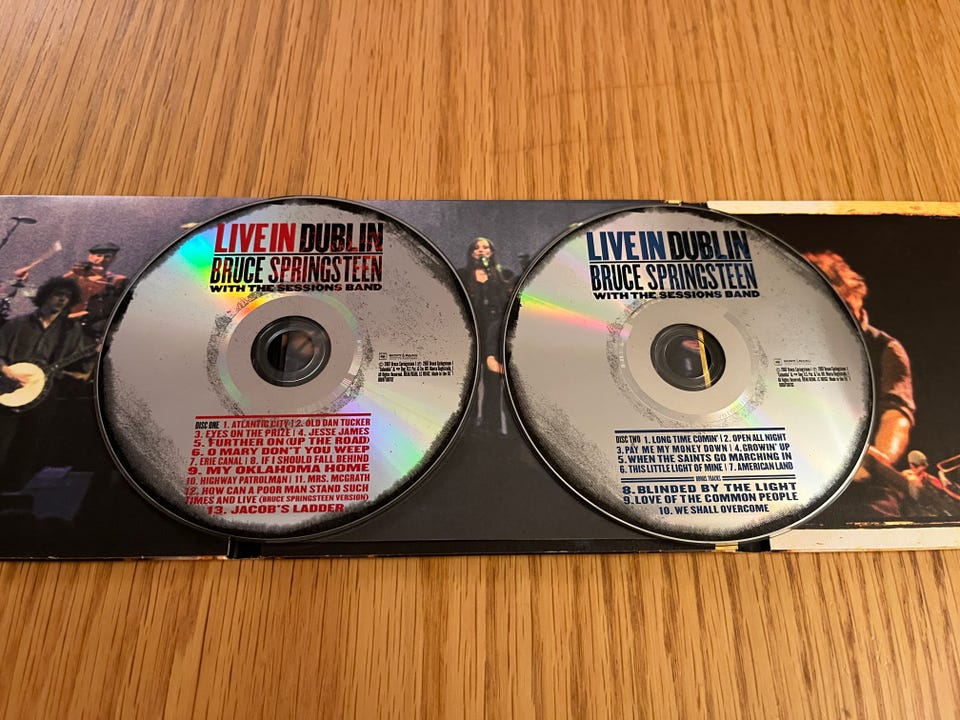 LIVE IN DUBLIN
BRUCE SPRINGSTEEN
WITH THE SESSIONS BAND
DISC ONE 1. ATLANTIC CITY | 2. OLD DAN TUCKER
3. EYES ON THE PRIZE | 4. JESSE JAMES
5. FURTHER ON (UP THE ROAD)
6. O MARY DON'T YOU WEEP
7. ERIE CANAL | 8. IF I SHOULD FALL BEHIND
9. MY OKLAHOMA HOME
10. HIGHWAY PATROLMAN | 11. MRS. MCGRATH
12. HOW CAN A POOR MAN STAND SUCH
TIMES AND LIVE (BRUCE SPRINGSTEEN VERSION)
13. JACOB'S LADDER
LIVE IN DUBLIN
BRUCE SPRINGSTEEN
WITH THE SESSIONS BAND
DISC TWO 1. LONG TIME COMIN' | 2. OPEN ALL NIGHT
3. PAY ME MY MONEY DOWN | 4. GROWIN' UP
5. WHEN THE SAINTS GO MARCHING IN
6. THIS LITTLE LIGHT OF MINE | 7. AMERICAN LAND
BONUS TRACKS
8. BLINDED BY THE LIGHT
9. LOVE OF THE COMMON PEOPLE
10. WE SHALL OVERCOME